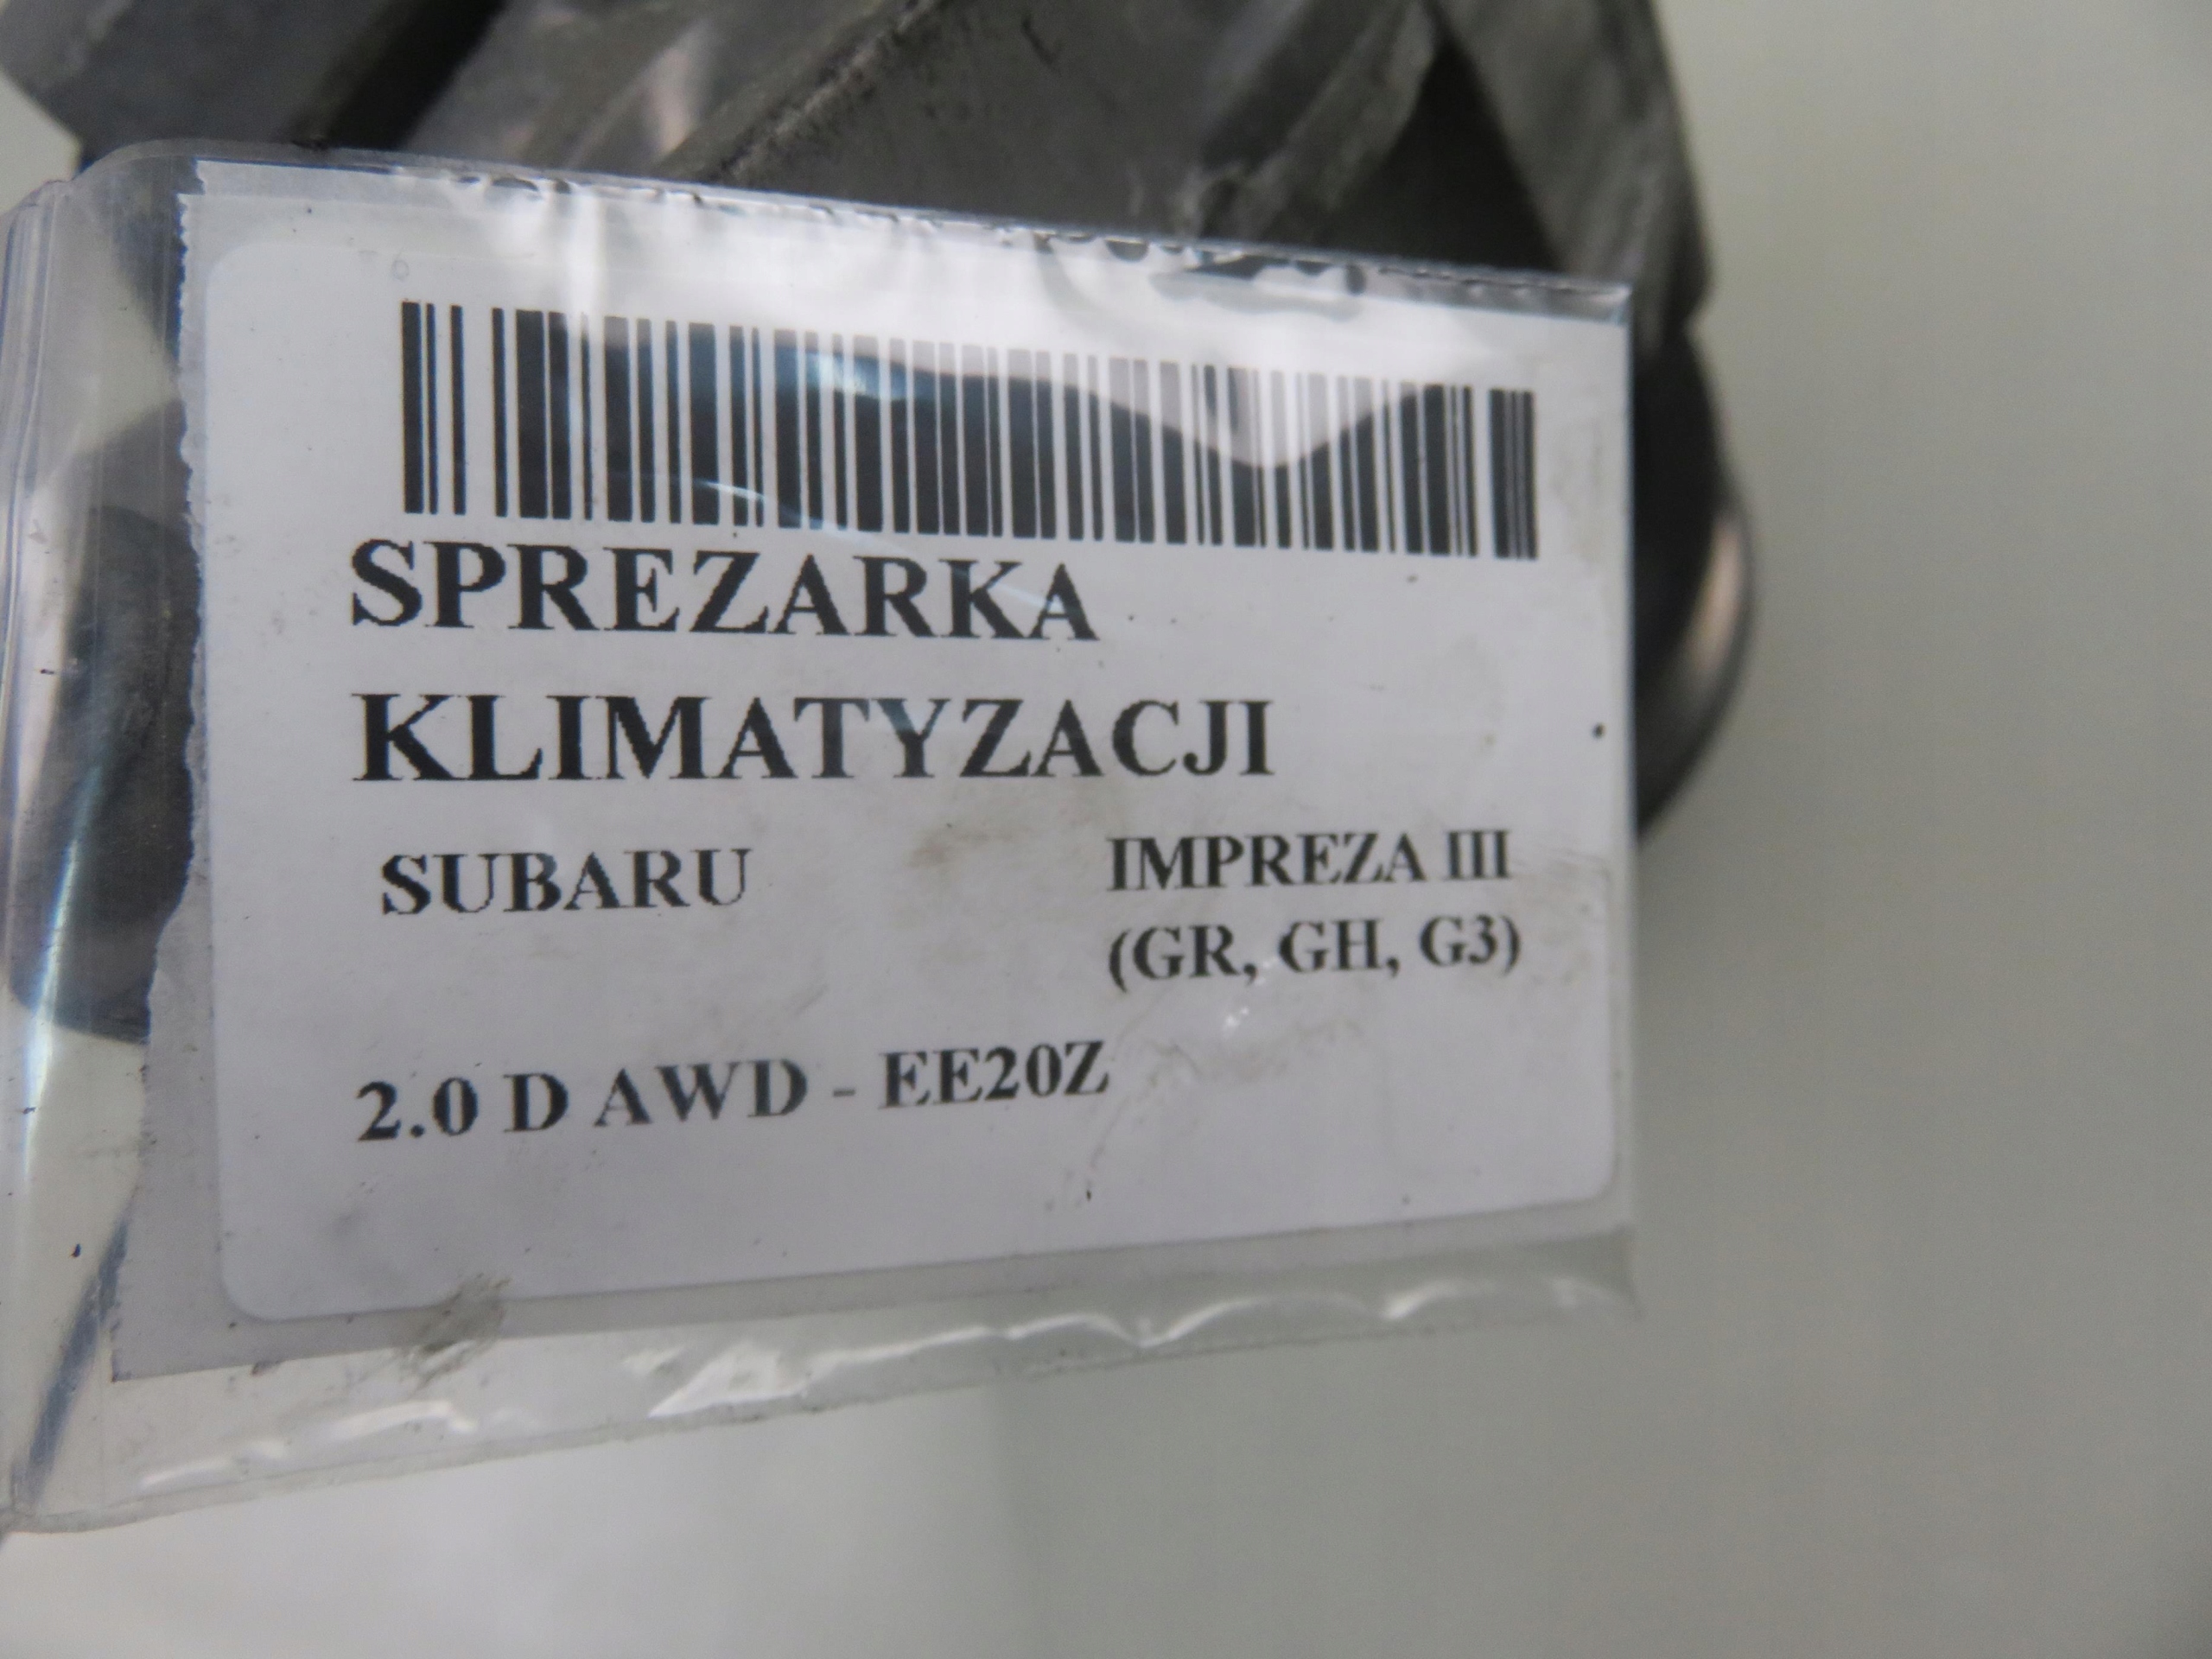 SPREZARKA
KLIMATYZACJI
SUBARU IMPREZA III
(GR, GH, G3)
2.0 D AWD - EE20Z